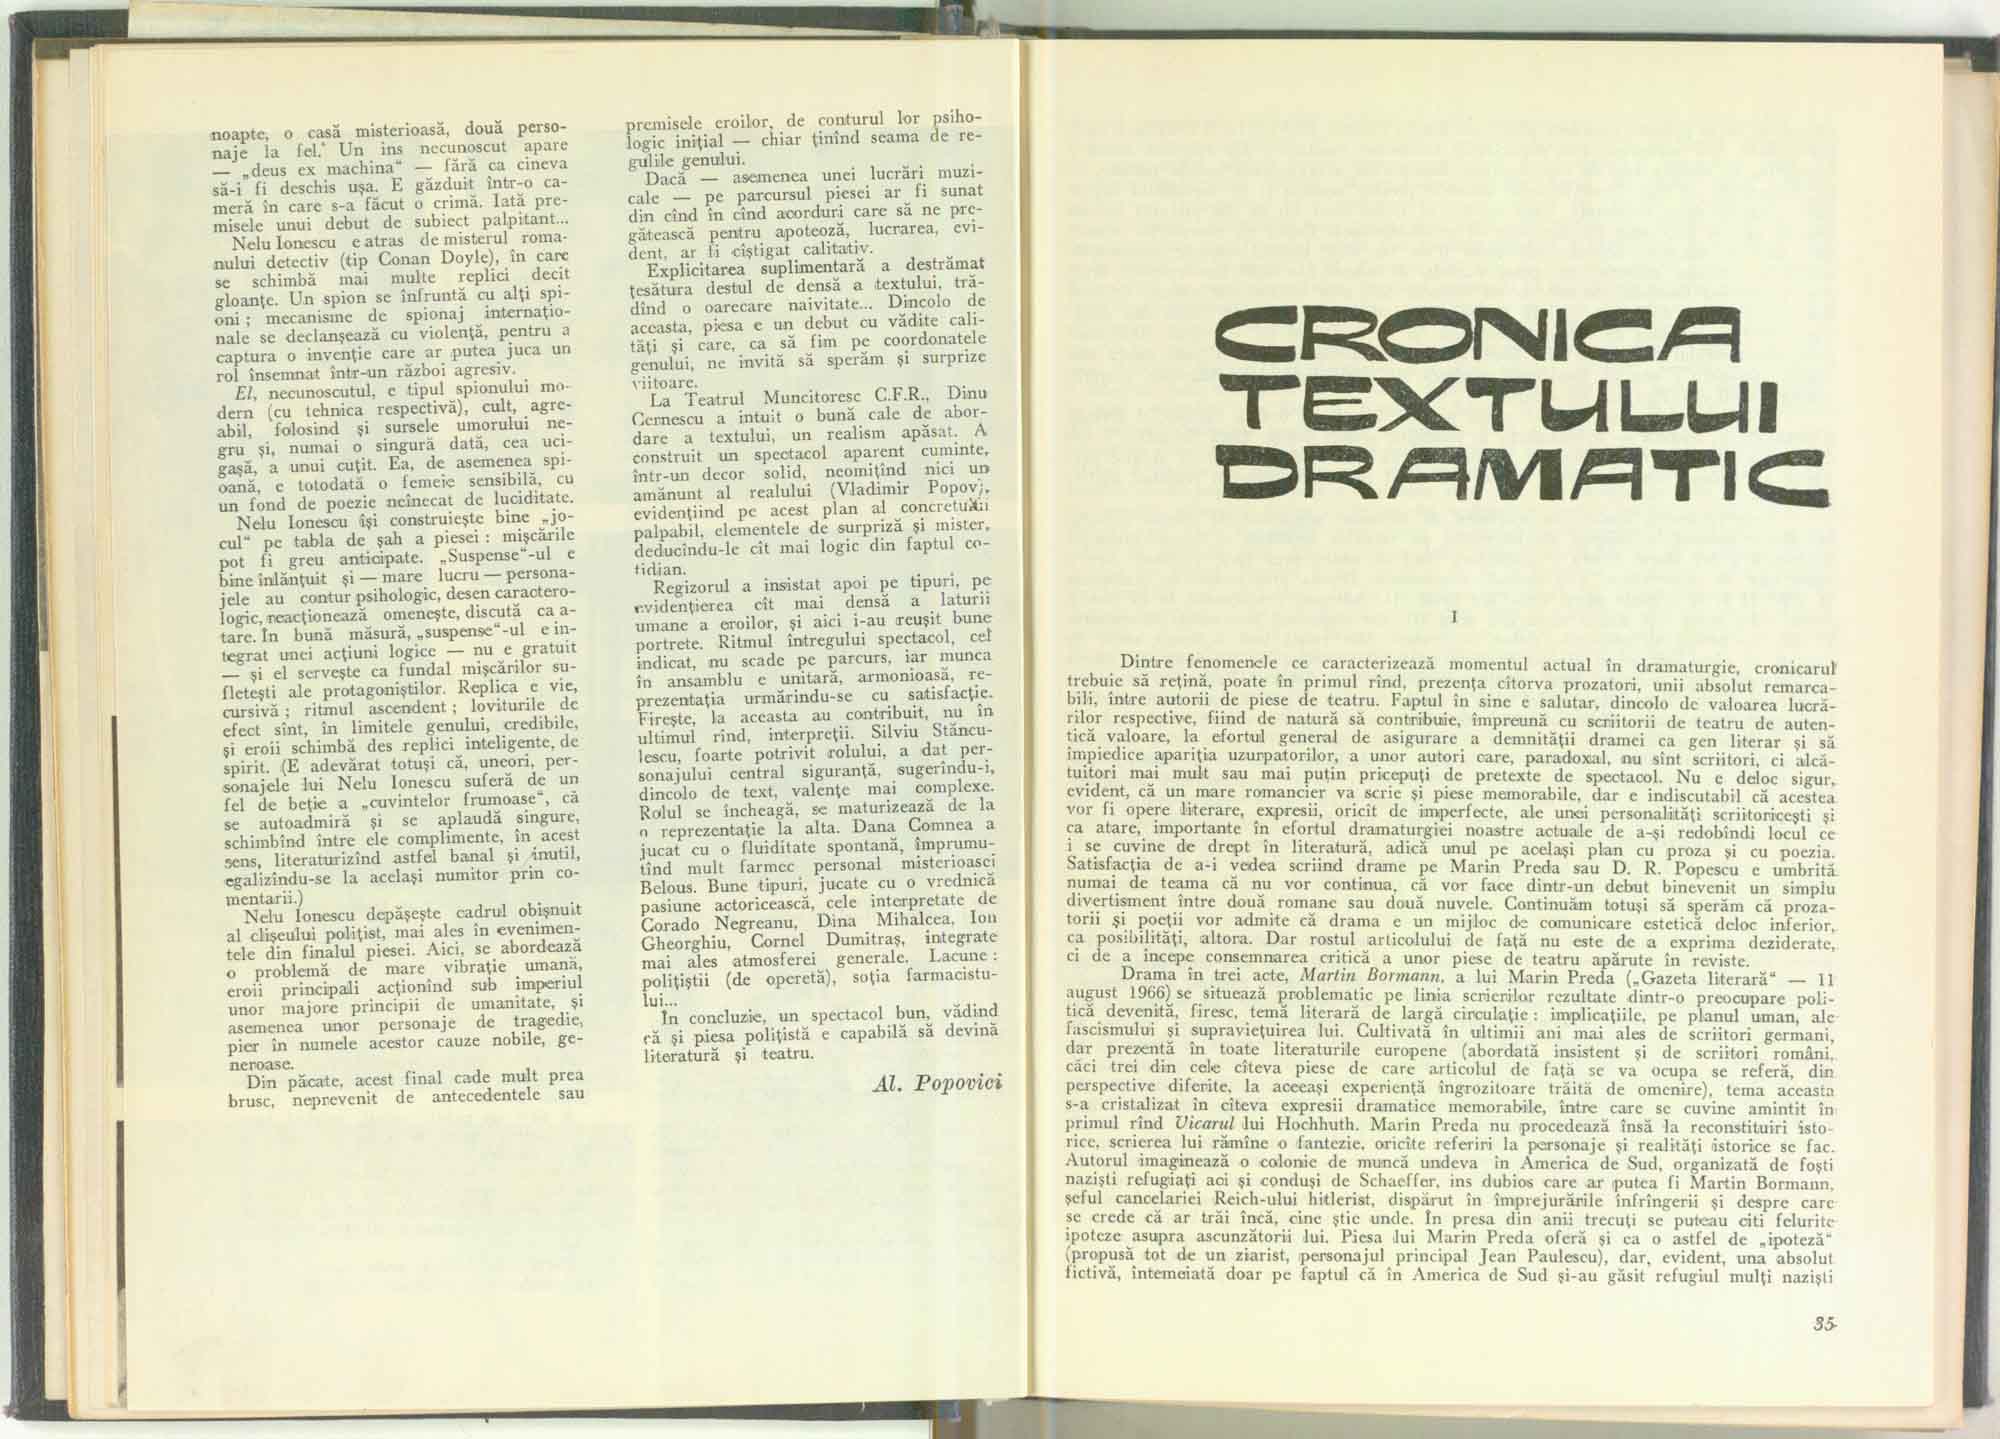 noapte, o casă misterioasă, două perso-
naje la fel. Un ins necunoscut apare
— „deus ex machina“ — fără ca cineva
să-i fi deschis ușa. E găzduit într-o ca-
meră în care s-a făcut o crimă. Iată pre-
misele unui debut de subiect palpitant...
Nelu Ionescu e atras de misterul roma-
nului detectiv (tip Conan Doyle), în care
se schimbă mai multe replici decit
gloanțe. Un spion se înfruntă cu alți spi-
oni ; mecanisme de spionaj internațio-
nale se declanșează cu violență, pentru a
captura o invenție care ar putea juca un
rol însemnat într-un război agresiv.
El, necunoscutul, e tipul spionului mo-
dern (cu tehnica respectivă), cult, agre-
abil, folosind și sursele umorului ne-
gru și, numai o singură dată, cea uci-
gașă, a unui cuțit. Ea, de asemenea spi-
oană, e totodată o femeie sensibilă, cu
un fond de poezie neînecat de luciditate.
Nelu Ionescu își construiește bine „jo-
cul“ pe tabla de șah a piesei : mișcările
pot fi greu anticipate. „Suspense“-ul e
bine înlănțuit și — mare lucru — persona-
jele au contur psihologic, desen caractero-
logic, reacționează omenește, discută ca a-
tare. În bună măsură, „suspense“-ul e in-
tegrat unei acțiuni logice — nu e gratuit
— și el servește ca fundal mișcărilor su-
fletești ale protagoniștilor. Replica e vie,
cursivă ; ritmul ascendent ; loviturile de
efect sînt, în limitele genului, credibile,
și eroii schimbă des replici inteligente, de
spirit. (E adevărat totuși că, uneori, per-
sonajele lui Nelu Ionescu suferă de un
fel de beție a „cuvintelor frumoase“, că
se autoadmiră și se aplaudă singure,
schimbînd între ele complimente, în acest
sens, literaturizînd astfel banal și inutil,
egalizîndu-se la același numitor prin co-
mentarii.)
Nelu Ionescu depășește cadrul obișnuit
al clișeului polițist, mai ales în evenimen-
tele din finalul piesei. Aici, se abordează
o problemă de mare vibrație umană,
eroii principali acționînd sub imperiul
unor majore principii de umanitate, și
asemenea unor personaje de tragedie,
pier în numele acestor cauze nobile, ge-
neroase.
Din păcate, acest final cade mult prea
brusc, neprevenit de antecedentele sau
premisele eroilor, de conturul lor psiho-
logic inițial — chiar ținînd seama de re-
gulile genului.
Dacă — asemenea unei lucrări muzi-
cale — pe parcursul piesei ar fi sunat
din cînd în cînd acorduri care să ne pre-
gătească pentru apoteoză, lucrarea, evi-
dent, ar fi cîștigat calitativ.
Explicitarea suplimentară a destrămat
țesătura destul de densă a textului, tră-
dînd o oarecare naivitate... Dincolo de
aceasta, piesa e un debut cu vădite cali-
tăți și care, ca să fim pe coordonatele
genului, ne invită să sperăm și surprize
viitoare.
La Teatrul Muncitoresc C.F.R., Dinu
Cernescu a intuit o bună cale de abor-
dare a textului, un realism apăsat. A
construit un spectacol aparent cuminte,
într-un decor solid, neomițînd nici un
amănunt al realului (Vladimir Popov),
evidențiind pe acest plan al concretului
palpabil, elementele de surpriză și mister,
deducîndu-le cît mai logic din faptul co-
tidian.
Regizorul a insistat apoi pe tipuri, pe
evidențierea cît mai densă a laturii
umane a eroilor, și aici i-au reușit bune
portrete. Ritmul întregului spectacol, cel
indicat, nu scade pe parcurs, iar munca
în ansamblu e unitară, armonioasă, re-
prezentația urmărindu-se cu satisfacție.
Firește, la aceasta au contribuit, nu în
ultimul rînd, interpreții. Silviu Stăncu-
lescu, foarte potrivit rolului, a dat per-
sonajului central siguranță, sugerîndu-i,
dincolo de text, valențe mai complexe.
Rolul se încheagă, se maturizează de la
o reprezentație la alta. Dana Comnea a
jucat cu o fluiditate spontană, împrumu-
tînd mult farmec personal misterioasei
Belous. Bune tipuri, jucate cu o vrednică
pasiune actoricească, cele interpretate de
Corado Negreanu, Dina Mihalcea, Ion
Gheorghiu, Cornel Dumitraș, integrate
mai ales atmosferei generale. Lacune :
polițiștii (de operetă), soția farmacistu-
lui...
În concluzie, un spectacol bun, vădind
că și piesa polițistă e capabilă să devină
literatură și teatru.
Al. Popovici
CRONICA
TEXTULUI
DRAMATIC
I
Dintre fenomenele ce caracterizează momentul actual în dramaturgie, cronicarul
trebuie să rețină, poate în primul rînd, prezența cîtorva prozatori, unii absolut remarca-
bili, între autorii de piese de teatru. Faptul în sine e salutar, dincolo de valoarea lucră-
rilor respective, fiind de natură să contribuie, împreună cu scriitorii de teatru de auten-
tică valoare, la efortul general de asigurare a demnității dramei ca gen literar și să
împiedice apariția uzurpatorilor, a unor autori care, paradoxal, nu sînt scriitori, ci alcă-
tuitori mai mult sau mai puțin pricepuți de pretexte de spectacol. Nu e deloc sigur,
evident, că un mare romancier va scrie și piese memorabile, dar e indiscutabil că acestea
vor fi opere literare, expresii, oricît de imperfecte, ale unei personalități scriitoricești și
ca atare, importante în efortul dramaturgiei noastre actuale de a-și redobîndi locul ce
i se cuvine de drept în literatură, adică unul pe același plan cu proza și cu poezia.
Satisfacția de a-i vedea scriind drame pe Marin Preda sau D. R. Popescu e umbrită
numai de teama că nu vor continua, că vor face dintr-un debut binevenit un simplu
divertisment între două romane sau două nuvele. Continuăm totuși să sperăm că proza-
torii și poeții vor admite că drama e un mijloc de comunicare estetică deloc inferior,
ca posibilități, altora. Dar rostul articolului de față nu este de a exprima deziderate,
ci de a începe consemnarea critică a unor piese de teatru apărute în reviste.
Drama în trei acte, Martin Bormann, a lui Marin Preda („Gazeta literară“ — 11
august 1966) se situează problematic pe linia scrierilor rezultate dintr-o preocupare poli-
tică devenită, firesc, temă literară de largă circulație : implicațiile, pe planul uman, ale
fascismului și supraviețuirea lui. Cultivată în ultimii ani mai ales de scriitori germani,
dar prezentă în toate literaturile europene (abordată insistent și de scriitori români,
căci trei din cele cîteva piese de care articolul de față se va ocupa se referă, din
perspective diferite, la aceeași experiență îngrozitoare trăită de omenire), tema aceasta
s-a cristalizat în cîteva expresii dramatice memorabile, între care se cuvine amintit în
primul rînd Vicarul lui Hochhuth. Marin Preda nu procedează însă la reconstituiri isto-
rice, scrierea lui rămîne o fantezie, oricîte referiri la personaje și realități istorice se fac.
Autorul imaginează o colonie de muncă undeva în America de Sud, organizată de foști
naziști refugiați aci și conduși de Schaeffer, ins dubios care ar putea fi Martin Bormann,
șeful cancelariei Reich-ului hitlerist, dispărut în împrejurările înfrîngerii și despre care
se crede că ar trăi încă, cine știe unde. În presa din anii trecuți se puteau citi felurite
ipoteze asupra ascunzătorii lui. Piesa lui Marin Preda oferă și ea o astfel de „ipoteză“
(propusă tot de un ziarist, personajul principal Jean Paulescu), dar, evident, una absolut
fictivă, întemeiată doar pe faptul că în America de Sud și-au găsit refugiul mulți naziști
35